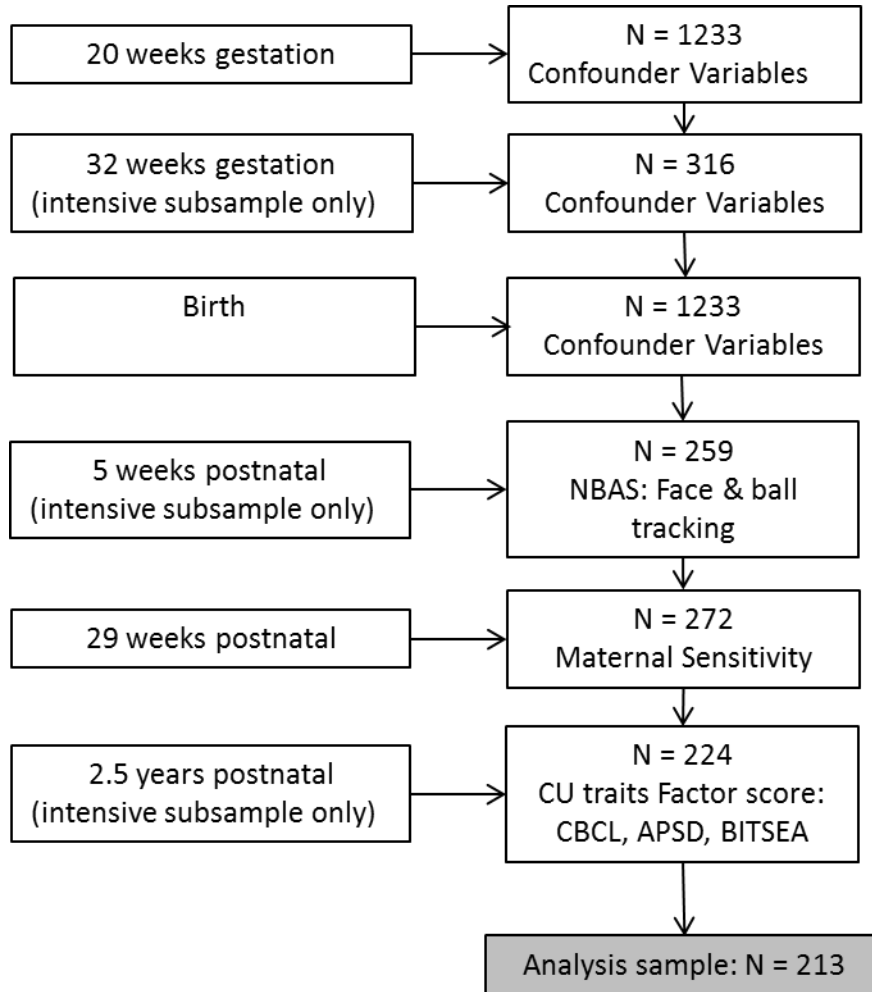 20 weeks gestation
N = 1233
Confounder Variables
32 weeks gestation
(intensive subsample only)
N = 316
Confounder Variables
Birth
N = 1233
Confounder Variables
5 weeks postnatal
(intensive subsample only)
N = 259
NBAS: Face & ball
tracking
29 weeks postnatal
N = 272
Maternal Sensitivity
2.5 years postnatal
(intensive subsample only)
N = 224
CU traits Factor score:
CBCL, APSD, BITSEA
Analysis sample: N = 213